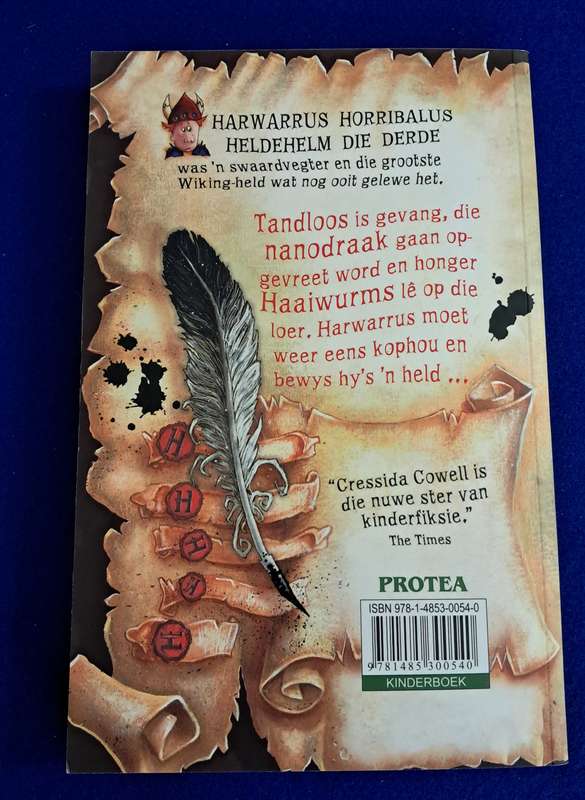 HARWARRUS HORRIBALUS
HELDEHELM DIE DERDE
was 'n swaardvegter en die grootste
Wiking-held wat nog ooit gelewe het.
Tandloos is gevang, die
nanodraak gaan op-
gevreet word en honger
Haaiwurms lê op die
loer. Harwarrus moet
weer eens kophou en
bewys hy's 'n held ...
H
H
H
H
H
"Cressida Cowell is
die nuwe ster van
kinderfiksie."
The Times
PROTEA
ISBN 978-1-4853-0054-0
9 781485 300540
KINDERBOEK